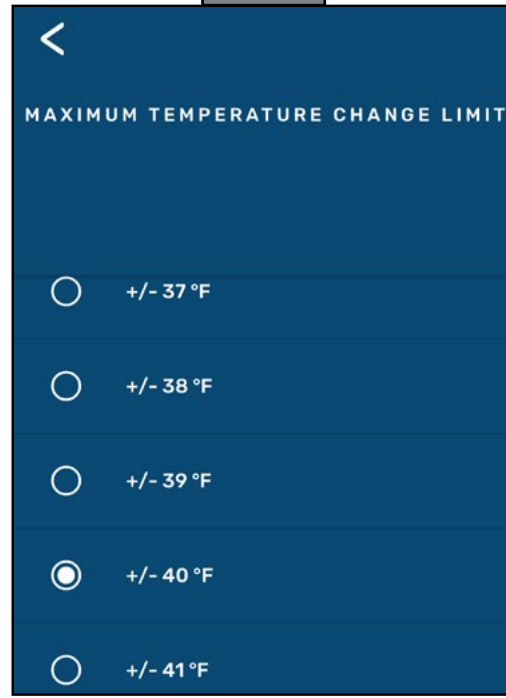 MAXIMUM TEMPERATURE CHANGE LIMIT
+/- 37 °F
+/- 38 °F
+/- 39 °F
+/- 40 °F
+/- 41 °F